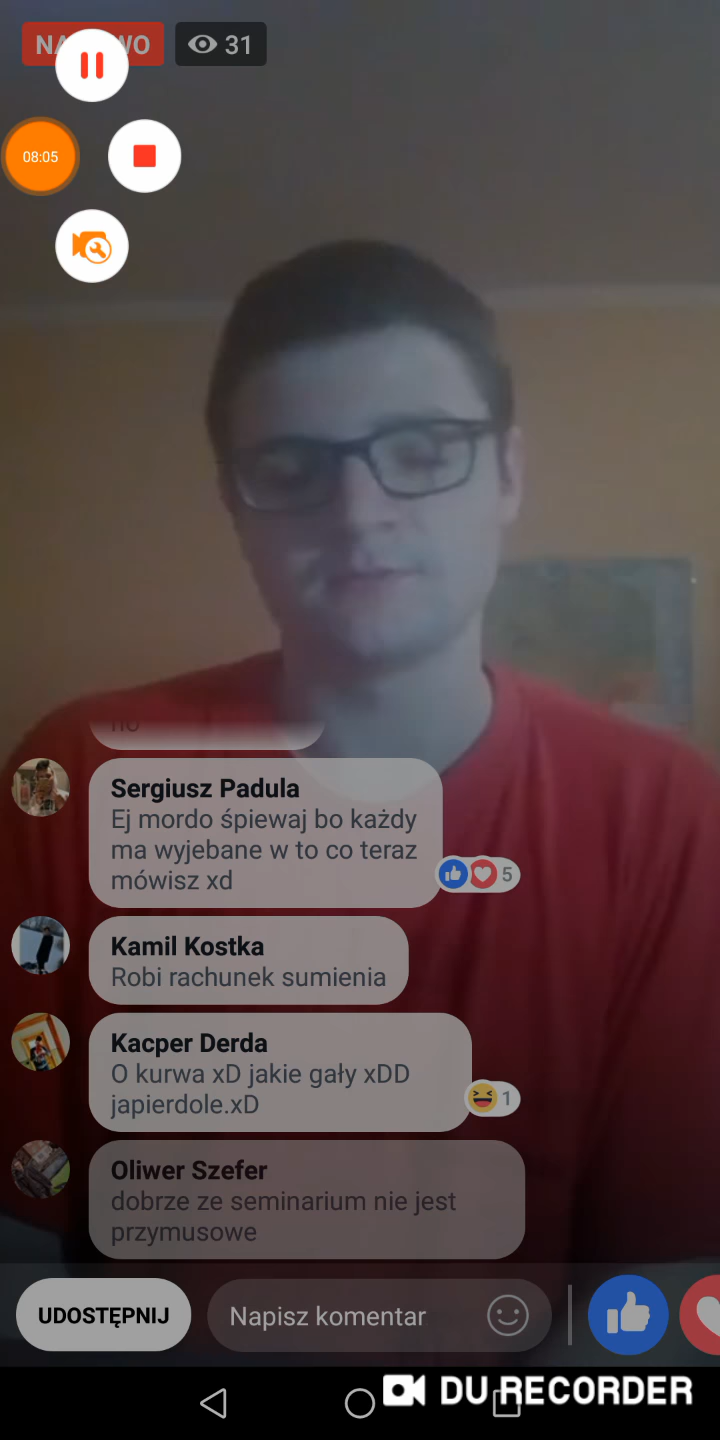 31
08:05
no
Sergiusz Padula
Ej mordo śpiewaj bo każdy
ma wyjebane w to co teraz
mówisz xd
5
Kamil Kostka
Robi rachunek sumienia
Kacper Derda
O kurwa xD jakie gały xDD
japierdole.xD
1
Oliwer Szefer
dobrze ze seminarium nie jest
przymusowe
UDOSTĘPNIJ
Napisz komentar
DU RECORDER